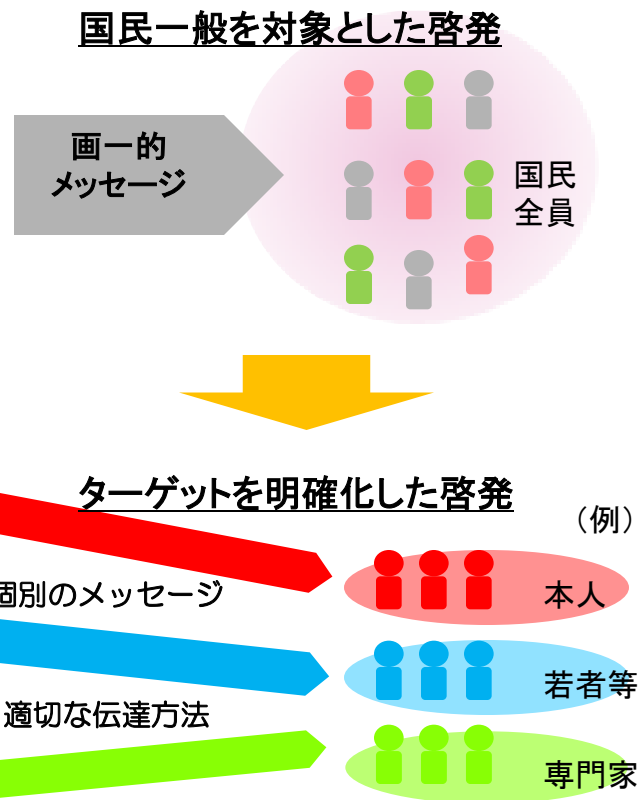 国民一般を対象とした啓発
画一的
メッセージ
国民
全員
ターゲットを明確化した啓発
（例）
個別のメッセージ
本人
若者等
適切な伝達方法
専門家